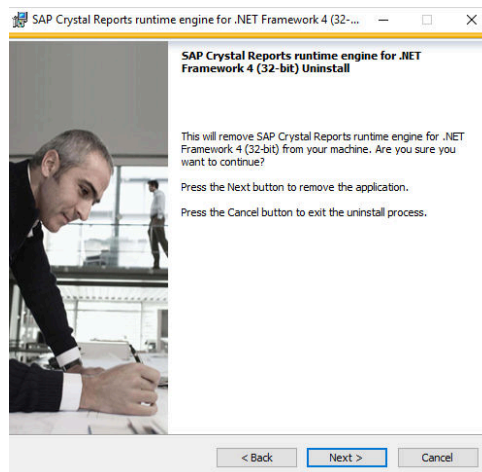 SAP Crystal Reports runtime engine for .NET Framework 4 (32-...
SAP Crystal Reports runtime engine for .NET
Framework 4 (32-bit) Uninstall
This will remove SAP Crystal Reports runtime engine for .NET
Framework 4 (32-bit) from your machine. Are you sure you
want to continue?
Press the Next button to remove the application.
Press the Cancel button to exit the uninstall process.
< Back Next > Cancel